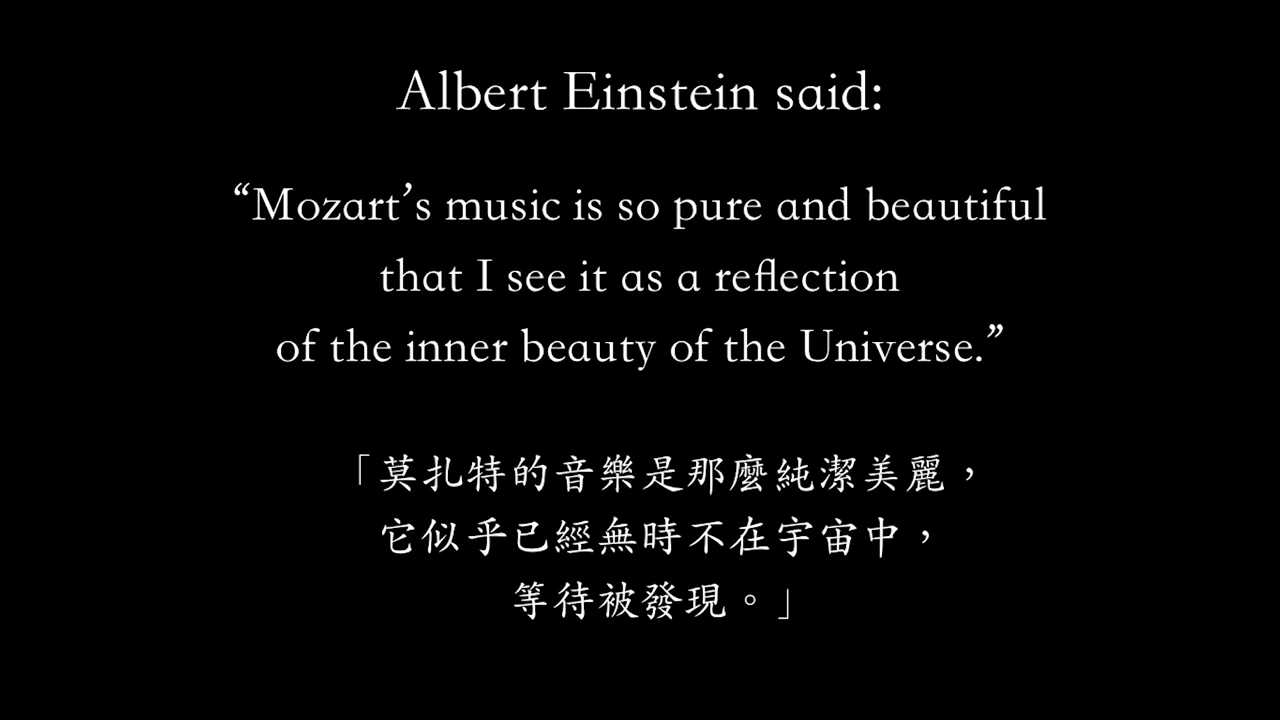 Albert Einstein said:
“Mozart’s music is so pure and beautiful
that I see it as a reflection
of the inner beauty of the Universe.”
「莫扎特的音樂是那麼純潔美麗，
它似乎已經無時不在宇宙中，
等待被發現。」